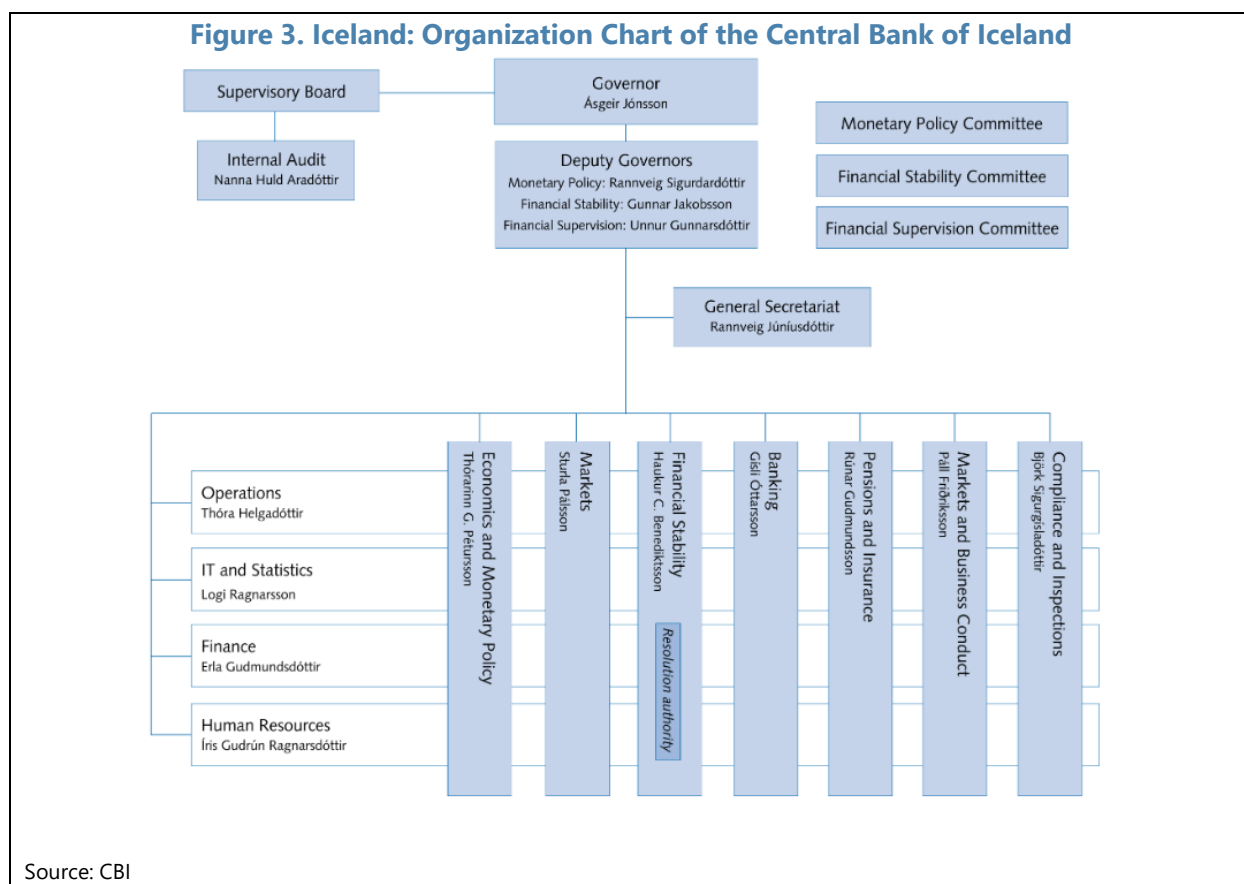 Figure 3. Iceland: Organization Chart of the Central Bank of Iceland
Supervisory Board
Governor
Ásgeir Jónsson
Monetary Policy Committee
Internal Audit
Nanna Huld Aradóttir
Deputy Governors
Monetary Policy: Rannveig Sigurdardóttir
Financial Stability: Gunnar Jakobsson
Financial Supervision: Unnur Gunnarsdóttir
Financial Stability Committee
Financial Supervision Committee
General Secretariat
Rannveig Júníusdóttir
Operations
Thóra Helgadóttir
IT and Statistics
Logi Ragnarsson
Finance
Erla Gudmundsdóttir
Human Resources
Íris Gudrún Ragnarsdóttir
Economics and Monetary Policy
Thórarinn G. Pétursson
Markets
Sturla Pálsson
Financial Stability
Haukur C. Benediktsson
Resolution authority
Banking
Gísli Óttarsson
Pensions and Insurance
Rúnar Gudmundsson
Markets and Business Conduct
Páll Friðriksson
Compliance and Inspections
Björk Sigurgísladóttir
Source: CBI